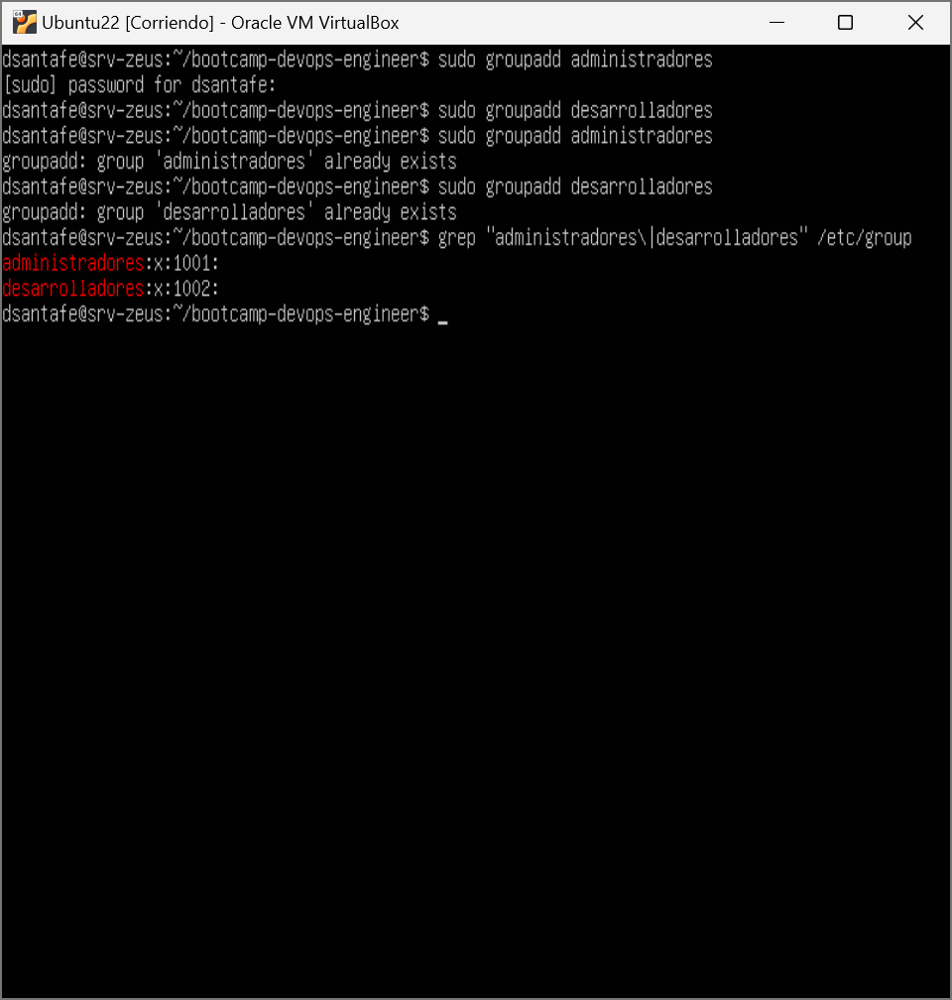 Ubuntu22 [Corriendo] - Oracle VM VirtualBox
dsantafe@srv-zeus:~/bootcamp-devops-engineer$ sudo groupadd administradores
[sudo] password for dsantafe:
dsantafe@srv-zeus:~/bootcamp-devops-engineer$ sudo groupadd desarrolladores
dsantafe@srv-zeus:~/bootcamp-devops-engineer$ sudo groupadd administradores
groupadd: group 'administradores' already exists
dsantafe@srv-zeus:~/bootcamp-devops-engineer$ sudo groupadd desarrolladores
groupadd: group 'desarrolladores' already exists
dsantafe@srv-zeus:~/bootcamp-devops-engineer$ grep "administradores\|desarrolladores" /etc/group
administradores:x:1001:
desarrolladores:x:1002:
dsantafe@srv-zeus:~/bootcamp-devops-engineer$ _